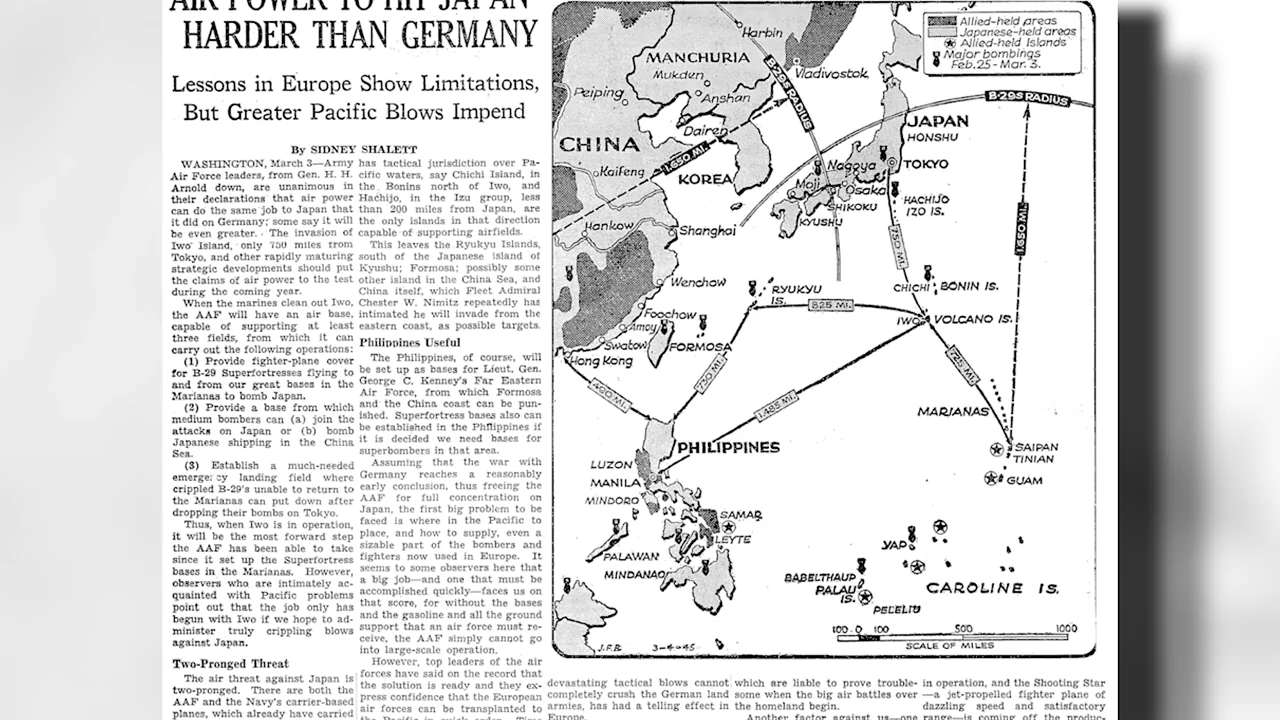 AIR POWER TO HIT JAPAN
HARDER THAN GERMANY
Lessons in Europe Show Limitations,
But Greater Pacific Blows Impend
By SIDNEY SHALETT
WASHINGTON, March 3—Army
Air Force leaders, from Gen. H. H.
Arnold down, are unanimous in
their declarations that air power
can do the same job to Japan that
it did on Germany; some say it will
be even greater. The invasion of
Iwo Island, only 750 miles from
Tokyo, and other rapidly maturing
strategic developments should put
the claims of air power to the test
during the coming year.
When the marines clean out Iwo,
the AAF will have an air base,
capable of supporting at least
three fields, from which it can
carry out the following operations:
(1) Provide fighter-plane cover
for B-29 Superfortresses flying to
and from our great bases in the
Marianas to bomb Japan.
(2) Provide a base from which
medium bombers can (a) join the
attacks on Japan or (b) bomb
Japanese shipping in the China
Sea.
(3) Establish a much-needed
emergency landing field where
crippled B-29's unable to return to
the Marianas can put down after
dropping their bombs on Tokyo.
Thus, when Iwo is in operation,
it will be the most forward step
the AAF has been able to take
since it set up the Superfortress
bases in the Marianas. However,
observers who are intimately ac-
quainted with Pacific problems
point out that the job only has
begun with Iwo if we hope to ad-
minister truly crippling blows
against Japan.
Two-Pronged Threat
The air threat against Japan is
two-pronged. There are both the
AAF and the Navy's carrier-based
planes, which already have carried
has tactical jurisdiction over Pa-
cific waters, say Chichi Island, in
the Bonins north of Iwo, and
Hachijo, in the Izu group, less
than 200 miles from Japan, are
the only islands in that direction
capable of supporting airfields.
This leaves the Ryukyu Islands,
south of the Japanese island of
Kyushu; Formosa; possibly some
other island in the China Sea, and
China itself, which Fleet Admiral
Chester W. Nimitz repeatedly has
intimated he will invade from the
eastern coast, as possible targets.
Philippines Useful
The Philippines, of course, will
be set up as bases for Lieut. Gen.
George C. Kenney's Far Eastern
Air Force, from which Formosa
and the China coast can be pun-
ished. Superfortress bases also can
be established in the Philippines if
it is decided we need bases for
superbombers in that area.
Assuming that the war with
Germany reaches a reasonably
early conclusion, thus freeing the
AAF for full concentration on
Japan, the first big problem to be
faced is where in the Pacific to
place, and how to supply, even a
sizable part of the bombers and
fighters now used in Europe. It
seems to some observers here that
a big job—and one that must be
accomplished quickly—faces us on
that score, for without the bases
and the gasoline and all the ground
support that an air force must re-
ceive, the AAF simply cannot go
into large-scale operation.
However, top leaders of the air
forces have said on the record that
the solution is ready and they ex-
press confidence that the European
air forces can be transplanted to
Allied-held areas
Japanese-held areas
Allied-held Islands
Major bombings
Feb. 25 - Mar. 3.
Harbin
MANCHURIA
Mukden
Vladivostok
B-29S RADIUS
Peiping
Anshan
B-29S RADIUS
Dairen
JAPAN
HONSHU
CHINA
1,650 MI.
Nagoya
TOKYO
Kaifeng
KOREA
Moji
Osaka
SHIKOKU
HACHIJO
IZO IS.
KYUSHU
Hankow
Shanghai
750 MI.
1,650 MI.
Wenchow
RYUKYU
IS.
CHICHI
BONIN IS.
825 MI.
Foochow
Amoy
IWO
VOLCANO IS.
Swatow
FORMOSA
Hong Kong
730 MI.
725 MI.
1,485 MI.
MARIANAS
PHILIPPINES
SAIPAN
TINIAN
LUZON
MANILA
GUAM
MINDORO
SAMAR
LEYTE
YAP
PALAWAN
MINDANAO
BABELTHAUP
PALAU
IS.
CAROLINE IS.
PELELIU
100 0 100 500 1000
SCALE OF MILES
J.F.B. 3-4-45
devastating tactical blows cannot
completely crush the German land
armies, has had a telling effect in
Europe.
which are liable to prove trouble-
some when the big air battles over
the homeland begin.
Another factor against us—one
in operation, and the Shooting Star
—a jet-propelled fighter plane of
dazzling speed and satisfactory
range—is coming off the produc-